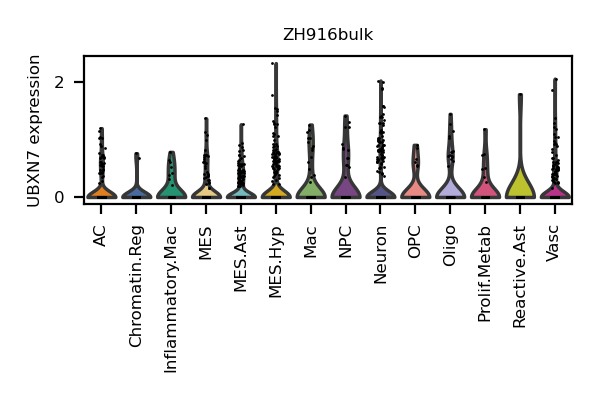 ZH916bulk
UBXN7 expression
2
0
AC
Chromatin.Reg
Inflammatory.Mac
MES
MES.Ast
MES.Hyp
Mac
NPC
Neuron
OPC
Oligo
Prolif.Metab
Reactive.Ast
Vasc